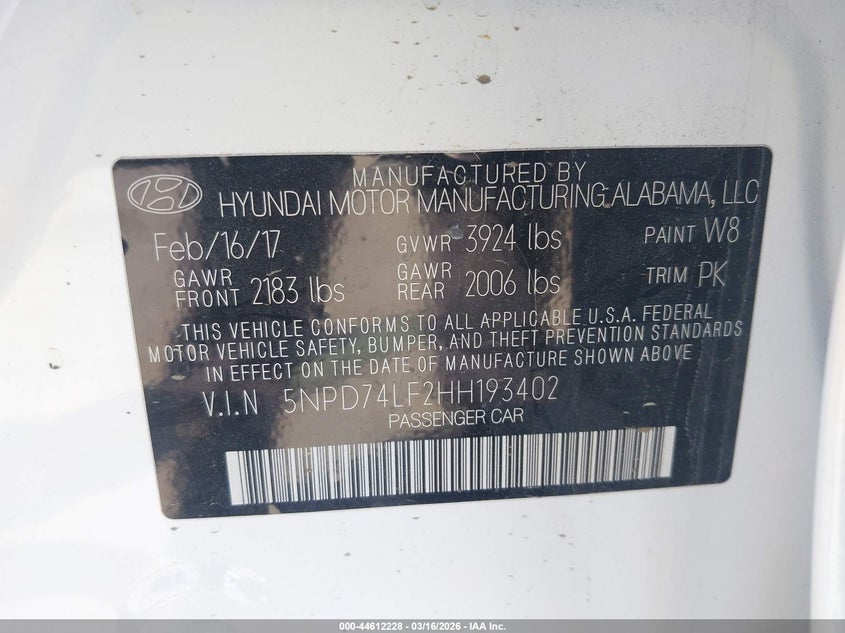 MANUFACTURED BY
HYUNDAI MOTOR MANUFACTURING ALABAMA, LLC
Feb/16/17 GVWR 3924 lbs PAINT W8
GAWR FRONT 2183 lbs GAWR REAR 2006 lbs TRIM PK
THIS VEHICLE CONFORMS TO ALL APPLICABLE U.S.A. FEDERAL
MOTOR VEHICLE SAFETY, BUMPER, AND THEFT PREVENTION STANDARDS
IN EFFECT ON THE DATE OF MANUFACTURE SHOWN ABOVE
V.I.N 5NPD74LF2HH193402
PASSENGER CAR
000-44612228 - 03/16/2026 - IAA Inc.